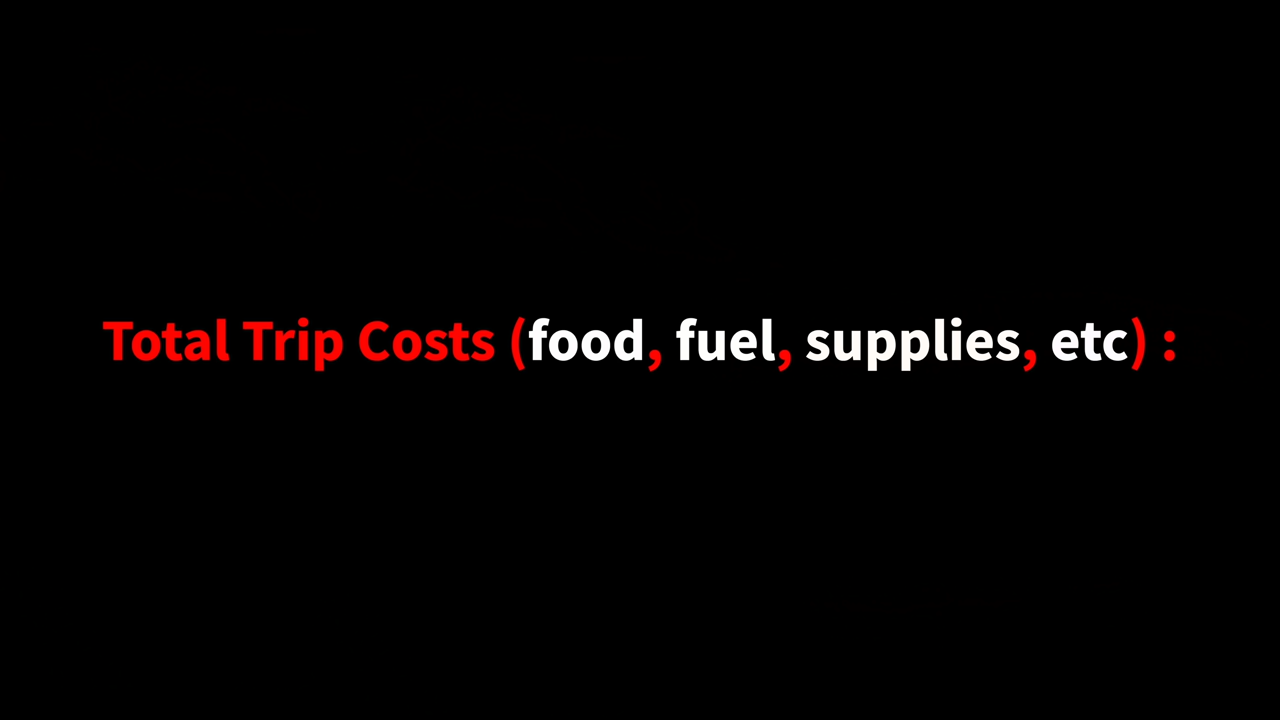 Total Trip Costs (food, fuel, supplies, etc) :